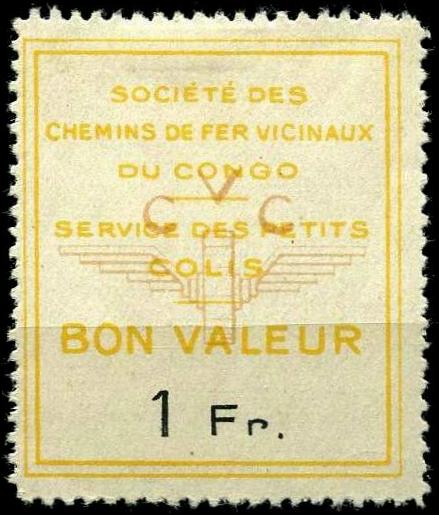 SOCIÉTÉ DES
CHEMINS DE FER VICINAUX
DU CONGO
C V C
SERVICE DES PETITS
COLIS
BON VALEUR
1 Fr.